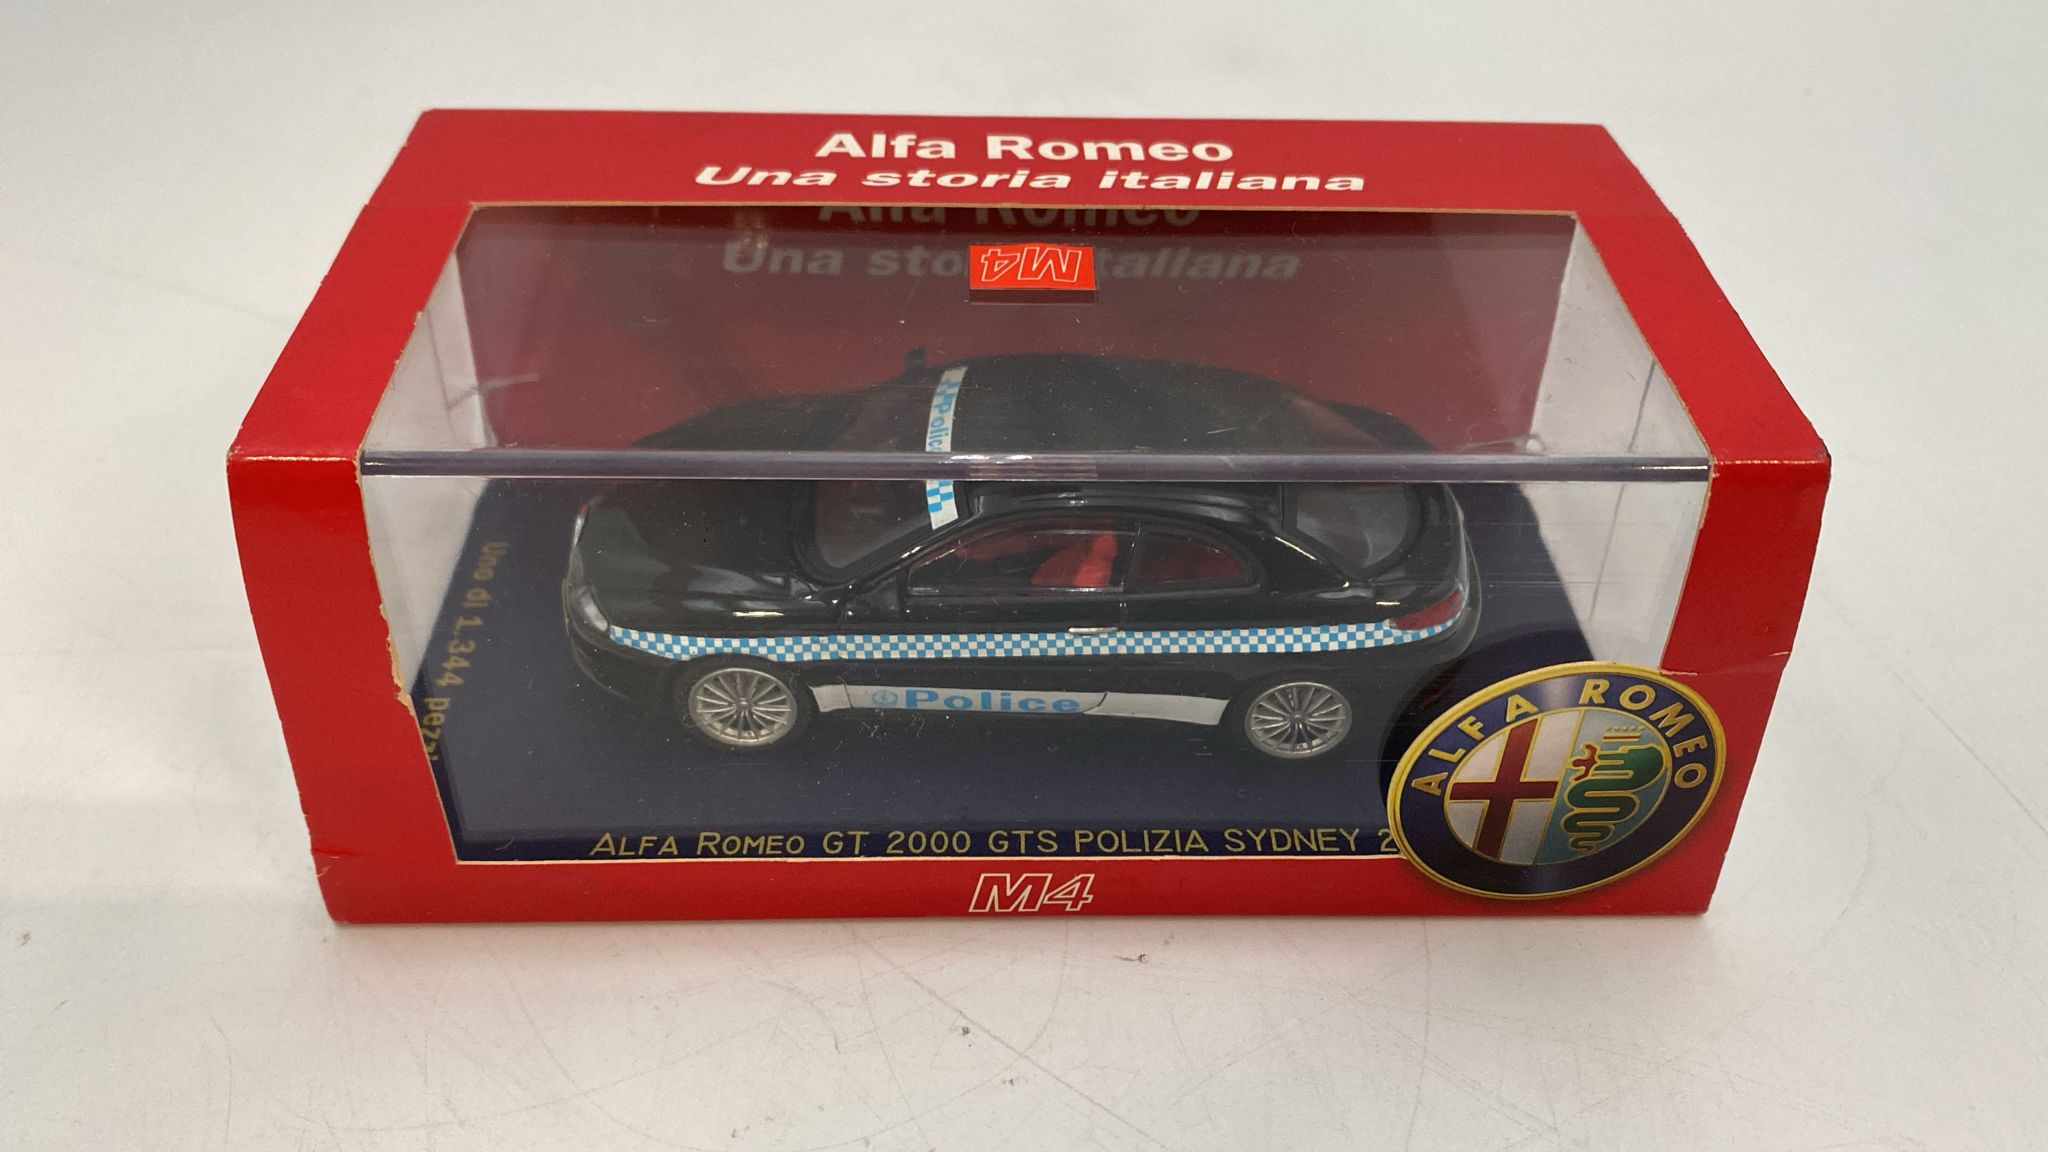 Alfa Romeo
Una storia italiana
Alfa Romeo
Una storia italiana
M4
Police
Police
Uno di 1.344 pezzi
ALFA ROMEO GT 2000 GTS POLIZIA SYDNEY 2
M4
ALFA ROMEO